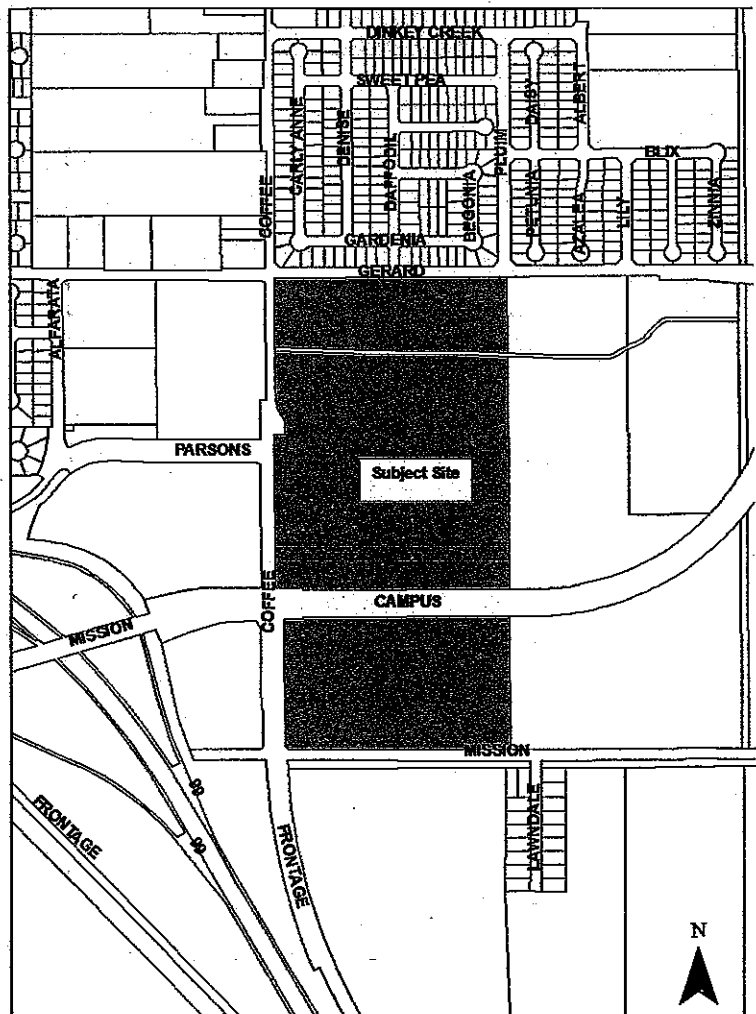 DINKEY CREEK
SWEET PEA
CARLY ANNE
DENISE
DAFFODIL
BEGONIA
PLUIM
DAISY
ALBERT
BLIX
PETUNIA
AZALEA
LILY
ZINNIA
COFFEE
GARDENIA
GERARD
ALFARATA
PARSONS
Subject Site
COFFEE
CAMPUS
MISSION
MISSION
99
99
FRONTAGE
FRONTAGE
LAWNDALE
N